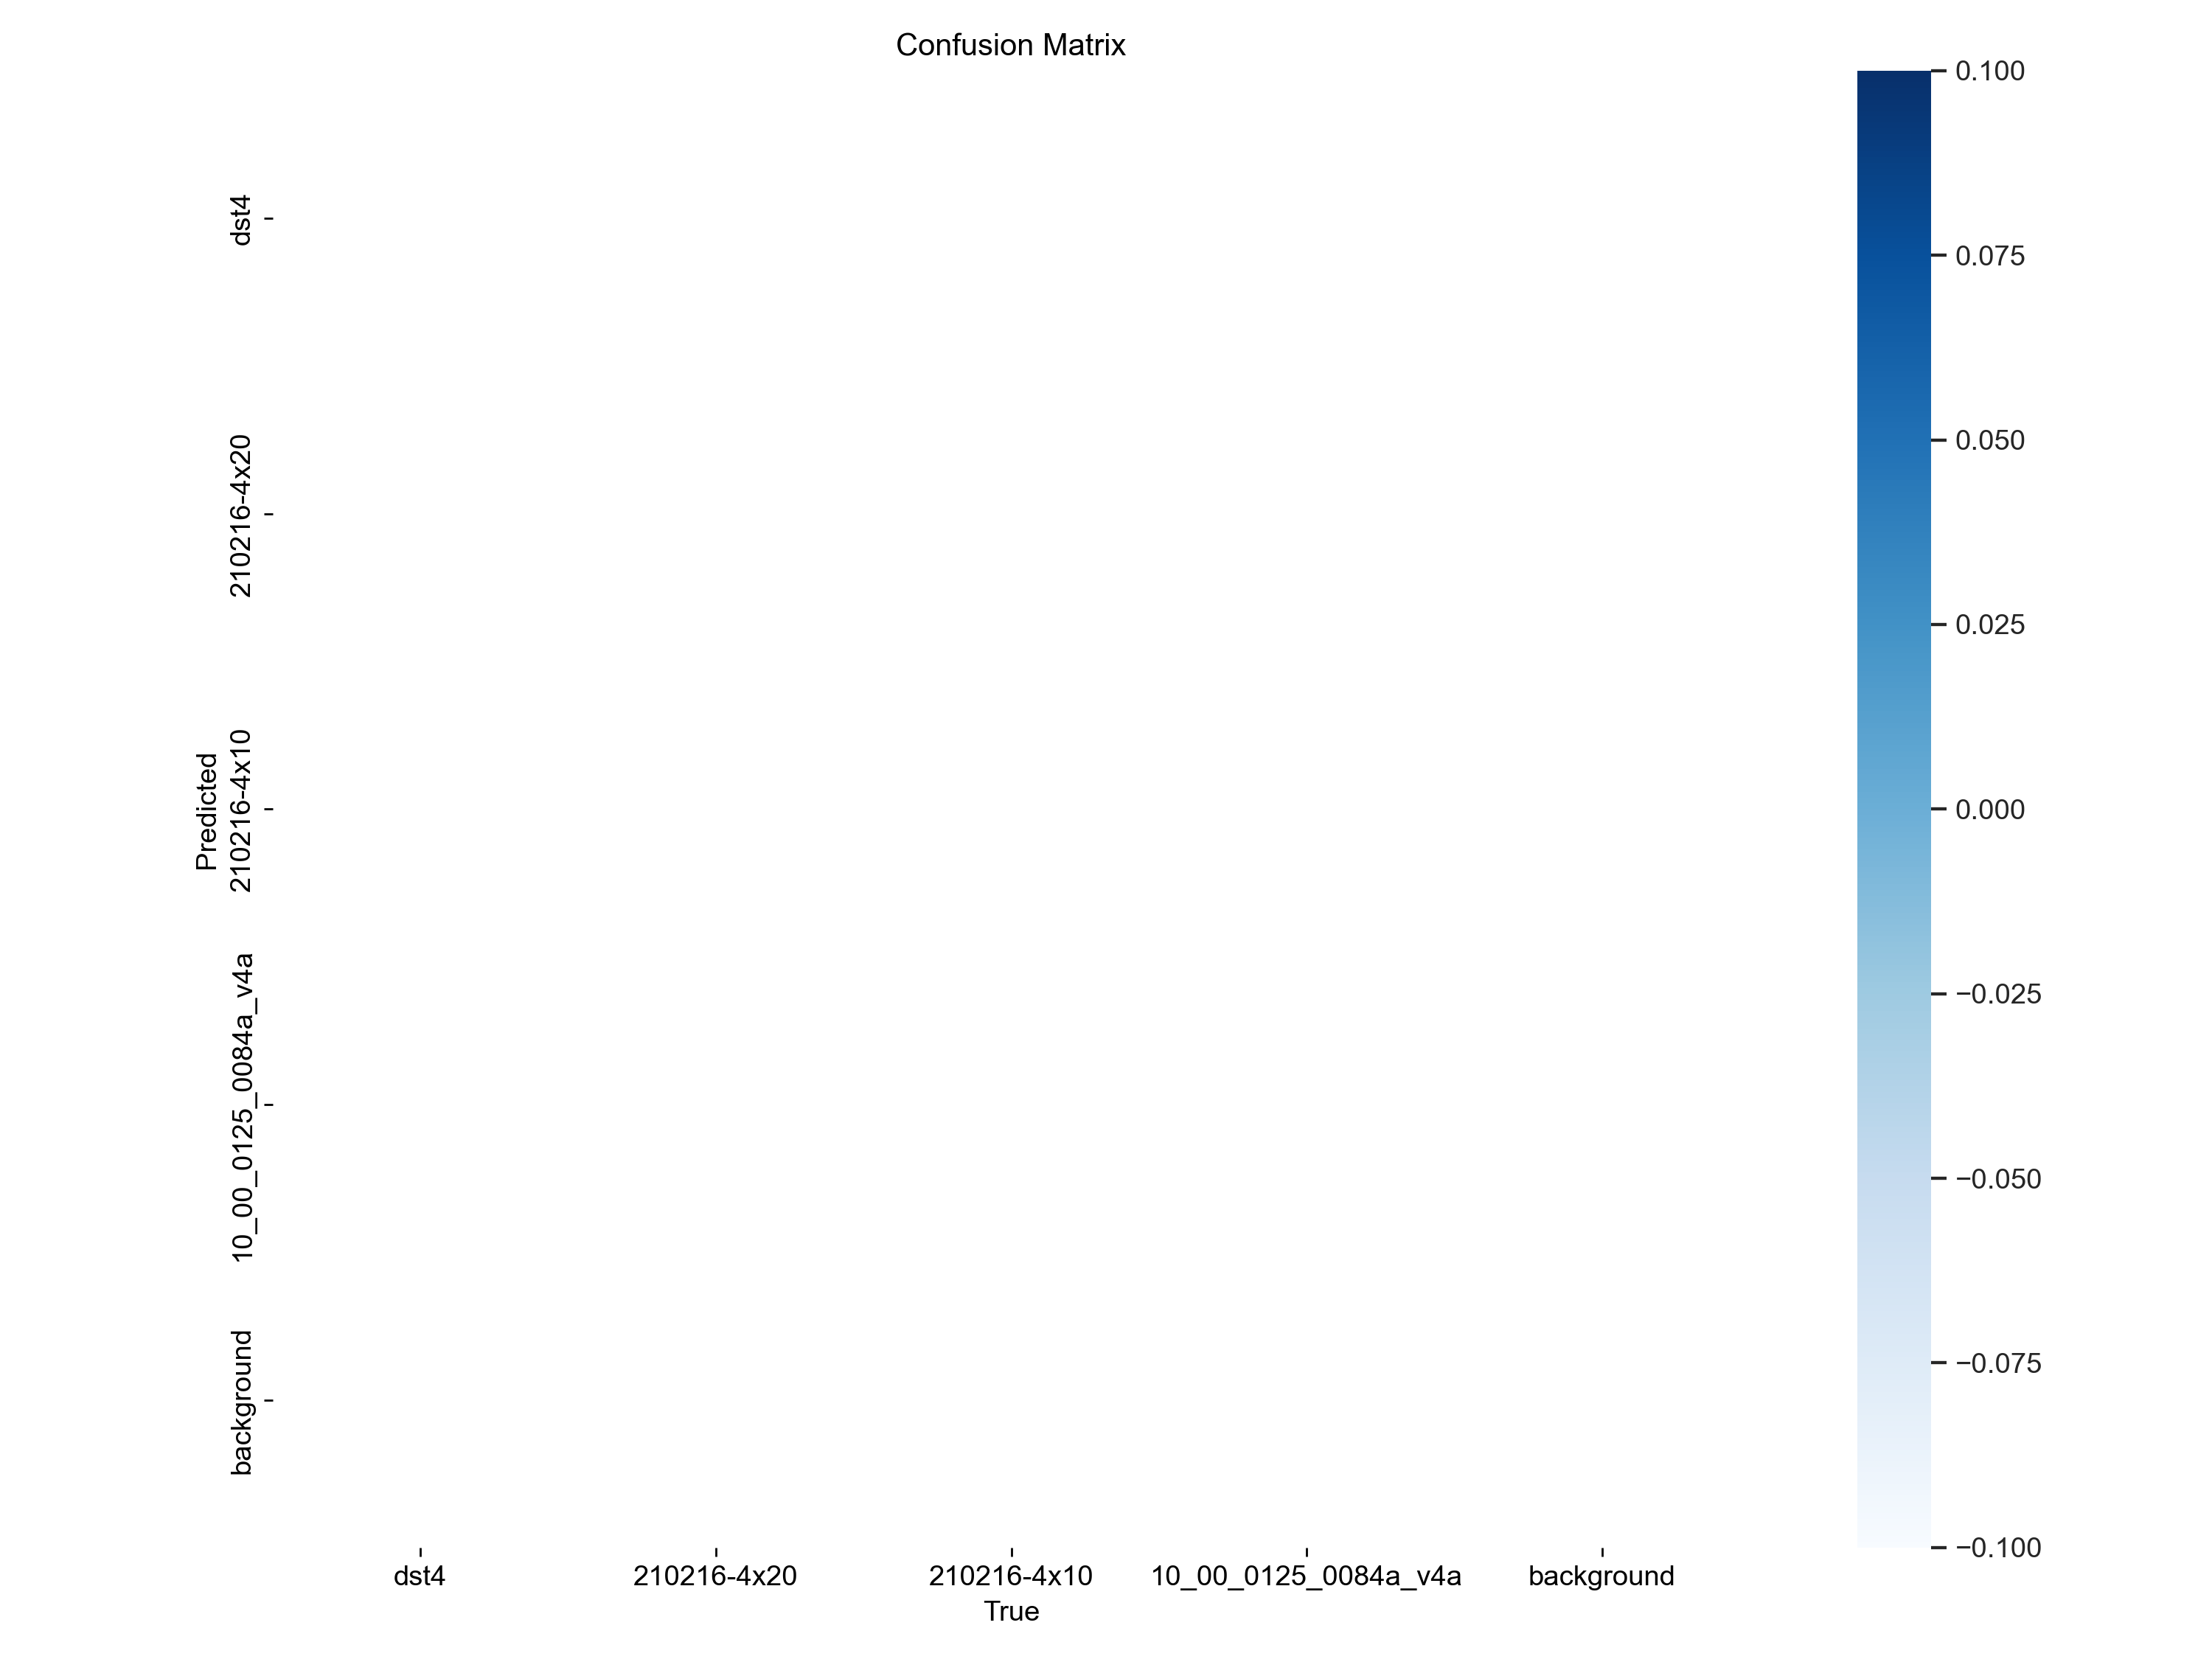 Confusion Matrix
Predicted
dst4
210216-4x20
210216-4x10
10_00_0125_0084a_v4a
background
dst4
210216-4x20
210216-4x10
10_00_0125_0084a_v4a
background
True
0.100
0.075
0.050
0.025
0.000
−0.025
−0.050
−0.075
−0.100